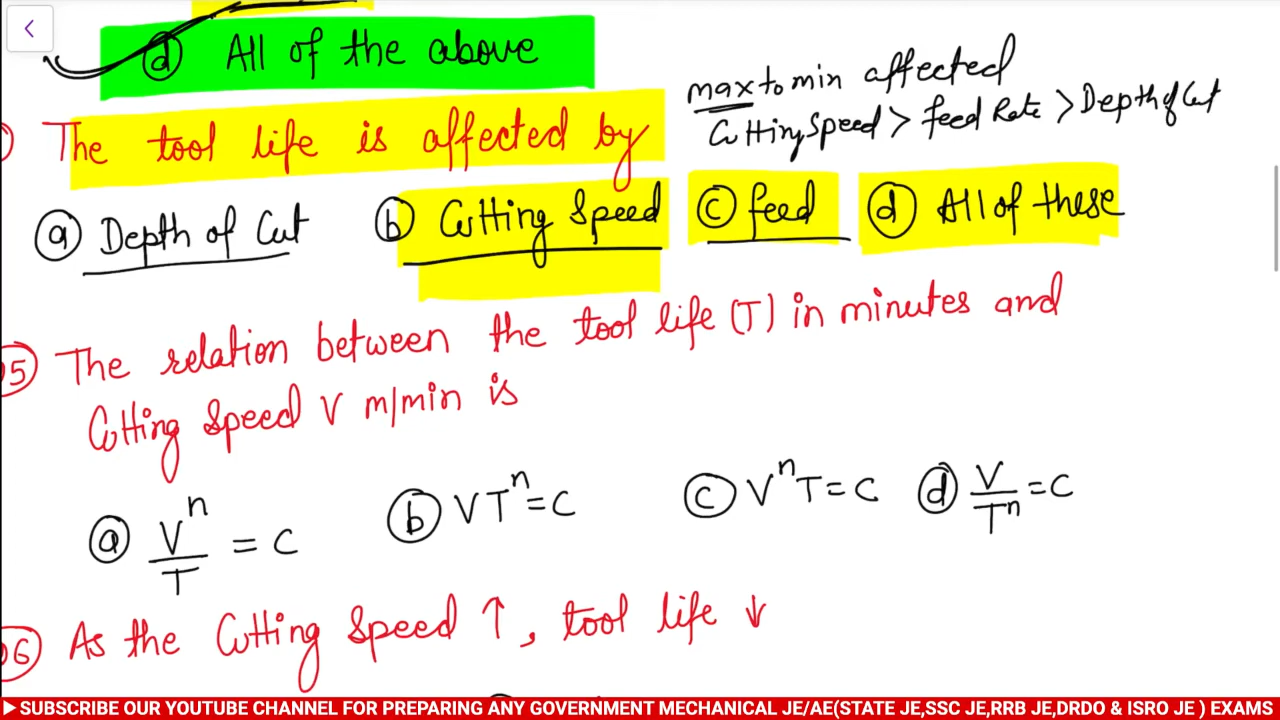 ⓓ All of the above
max to min affected
Cutting Speed > feed Rate > Depth of Cut
The tool life is affected by
ⓐ Depth of Cut ⓑ Cutting Speed ⓒ feed ⓓ All of these
05 The relation between the tool life (T) in minutes and
Cutting Speed V m/min is
ⓐ V^n/T = C ⓑ VT^n = C ⓒ V^nT = C ⓓ V/T^n = C
06 As the Cutting Speed ↑, tool life ↓
▶ SUBSCRIBE OUR YOUTUBE CHANNEL FOR PREPARING ANY GOVERNMENT MECHANICAL JE/AE(STATE JE,SSC JE,RRB JE,DRDO & ISRO JE ) EXAMS